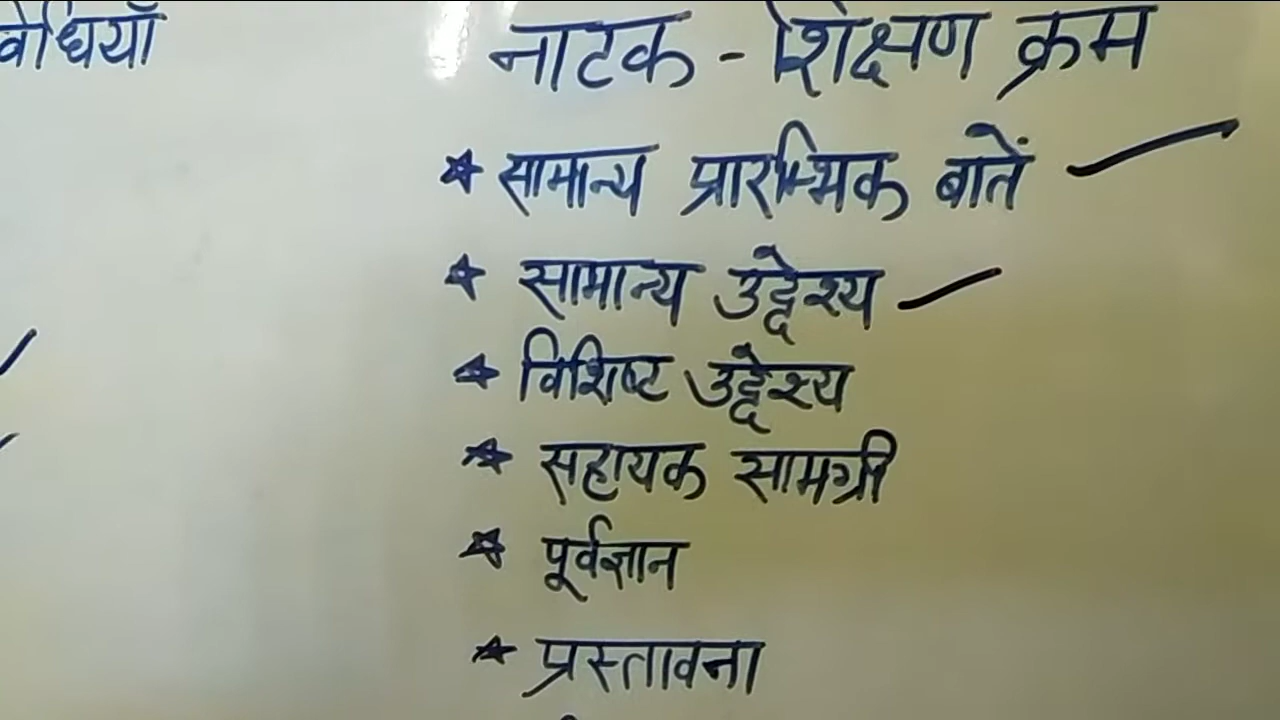 नाटक - शिक्षण क्रम
* सामान्य प्रारम्भिक बातें
* सामान्य उद्देश्य
* विशिष्ट उद्देश्य
* सहायक सामग्री
* पूर्वज्ञान
* प्रस्तावना